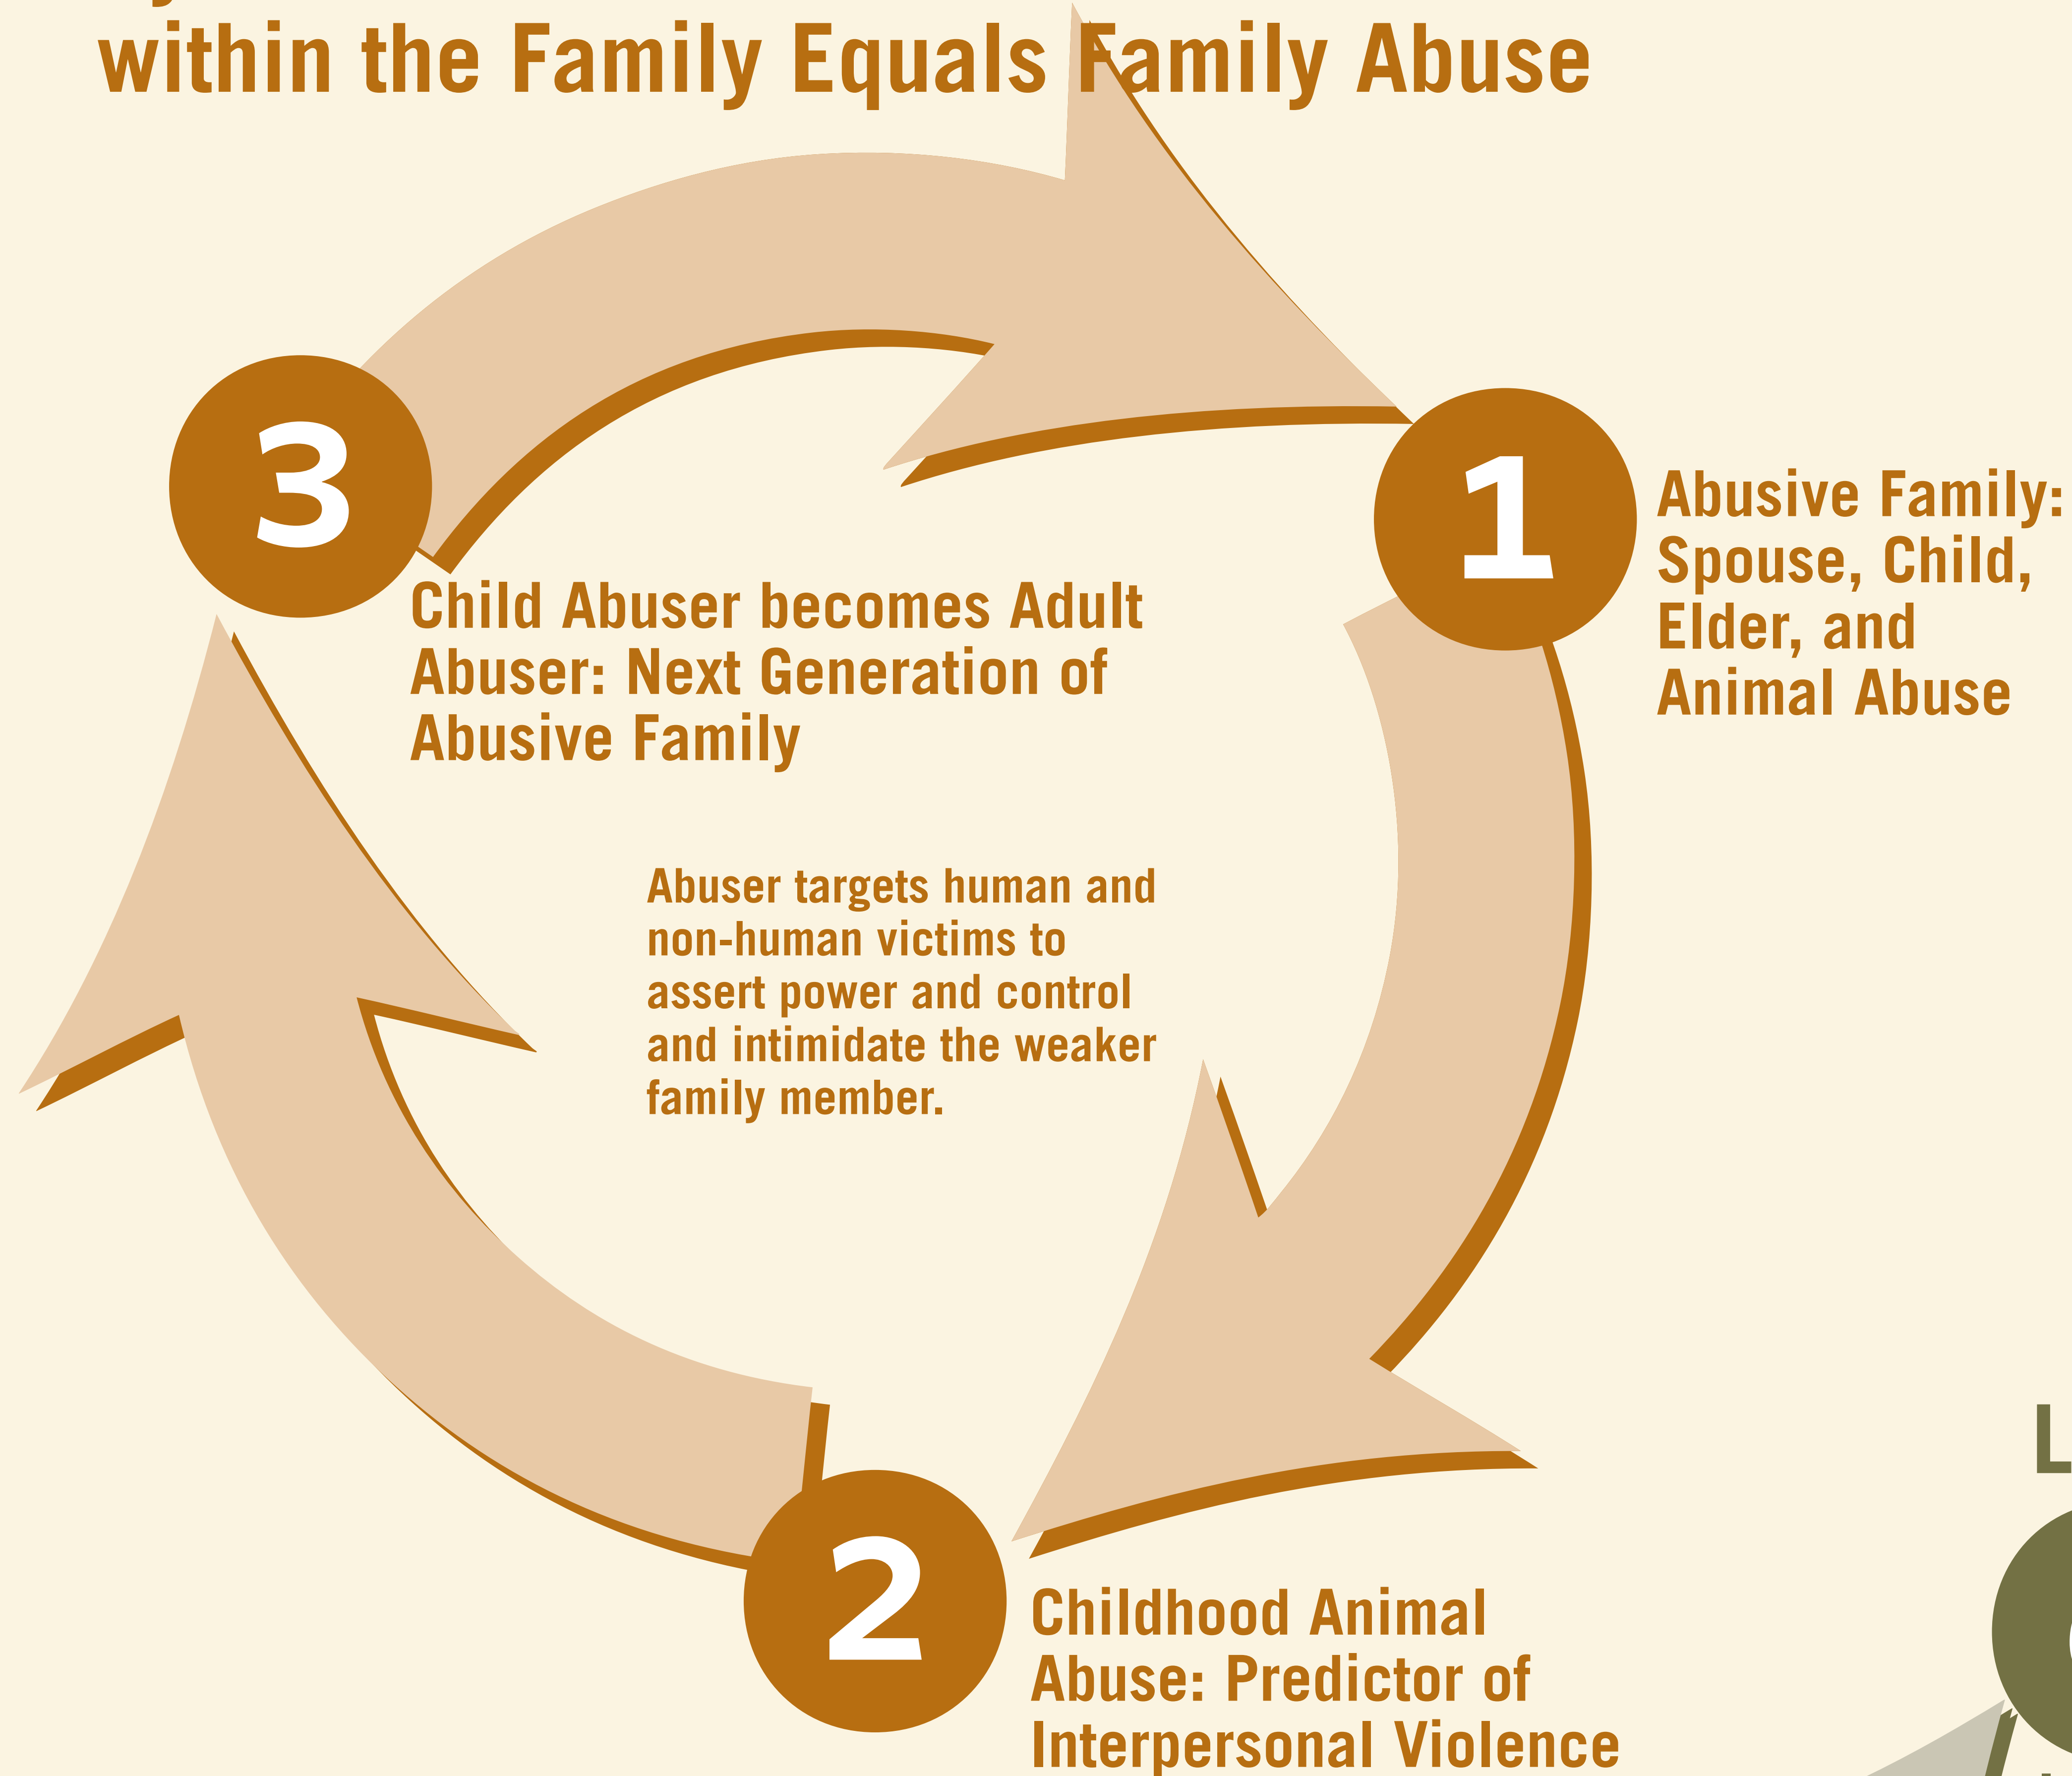 within the Family Equals Family Abuse
3
1
Abusive Family:
Spouse, Child,
Elder, and
Animal Abuse
Child Abuser becomes Adult
Abuser: Next Generation of
Abusive Family
Abuser targets human and
non-human victims to
assert power and control
and intimidate the weaker
family member.
L
2
Childhood Animal
Abuse: Predictor of
Interpersonal Violence